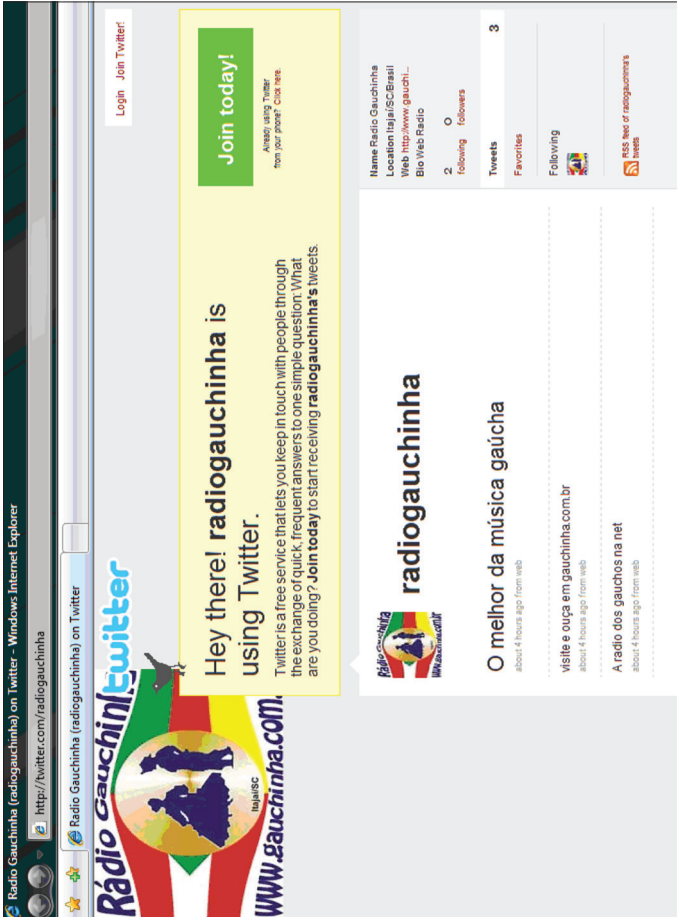 Radio Gauchinha (radiogauchinha) on Twitter - Windows Internet Explorer
http://twitter.com/radiogauchinha
Radio Gauchinha (radiogauchinha) on Twitter
Rádio Gauchin
Itajaí/SC
www.gauchinha.com.
twitter
Login Join Twitter!
Hey there! radiogauchinha is
using Twitter.
Twitter is a free service that lets you keep in touch with people through
the exchange of quick, frequent answers to one simple question: What
are you doing? Join today to start receiving radiogauchinha's tweets.
Join today!
Already using Twitter
from your phone? Click here.
Rádio Gauchinha
www.gauchinha.com.br
radiogauchinha
O melhor da música gaúcha
about 4 hours ago from web
visite e ouça em gauchinha.com.br
about 4 hours ago from web
A radio dos gauchos na net
about 4 hours ago from web
Name Radio Gauchinha
Location Itajaí/SC/Brasil
Web http://www.gauchi...
Bio Web Radio
2 0
following followers
Tweets 3
Favorites
Following
RSS feed of radiogauchinha's
tweets